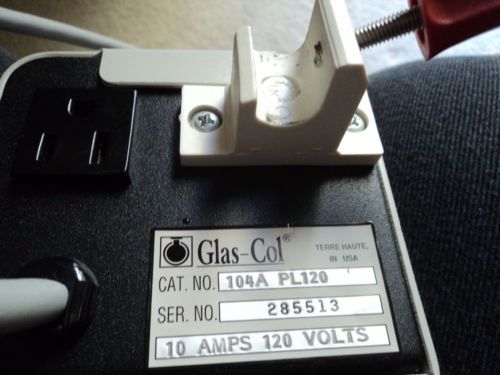 Glas-Col®
TERRE HAUTE,
IN USA
CAT. NO. 104A PL120
SER. NO. 285513
10 AMPS 120 VOLTS